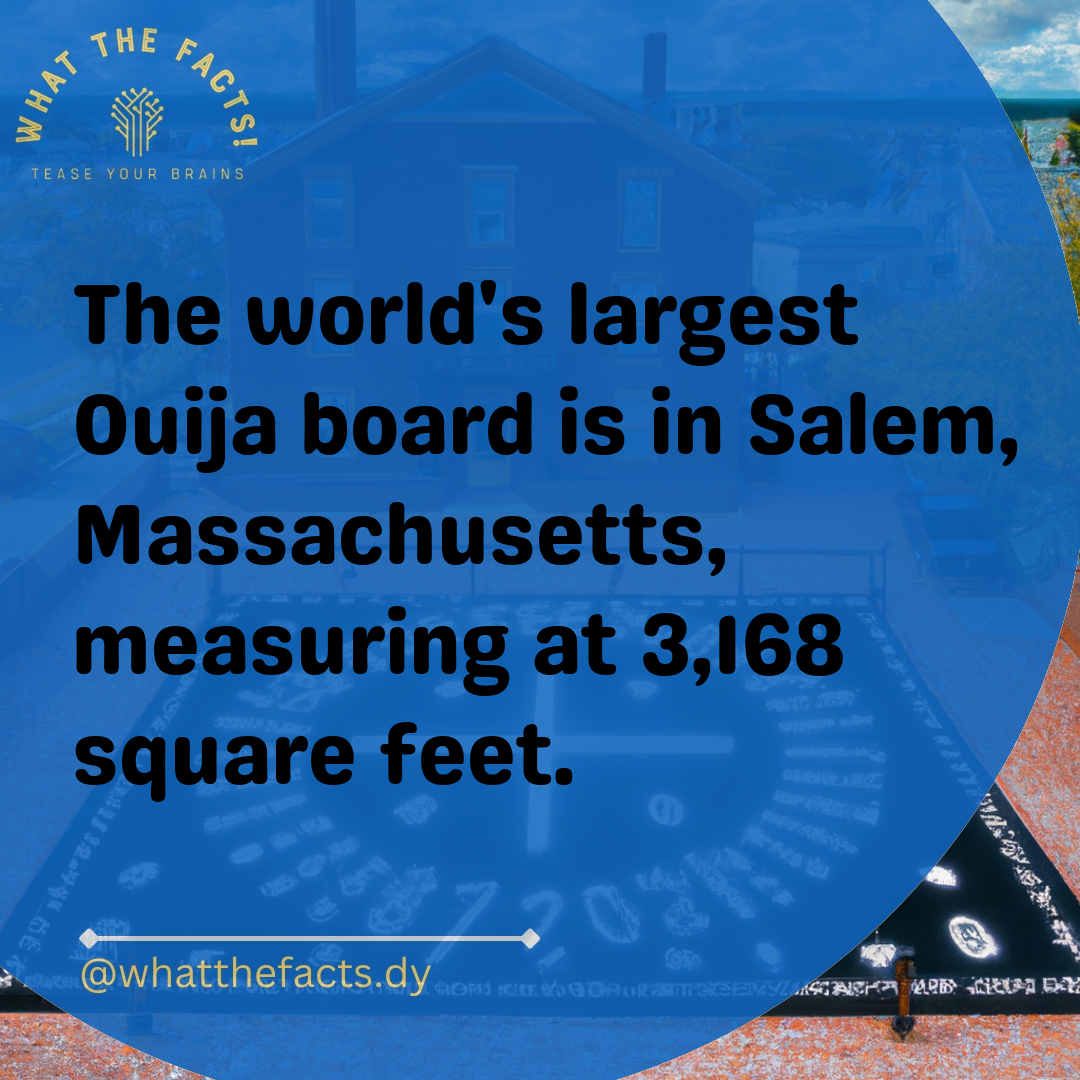 WHAT THE FACTS!
TEASE YOUR BRAINS
The world's largest
Ouija board is in Salem,
Massachusetts,
measuring at 3,168
square feet.
@whatthefacts.dy